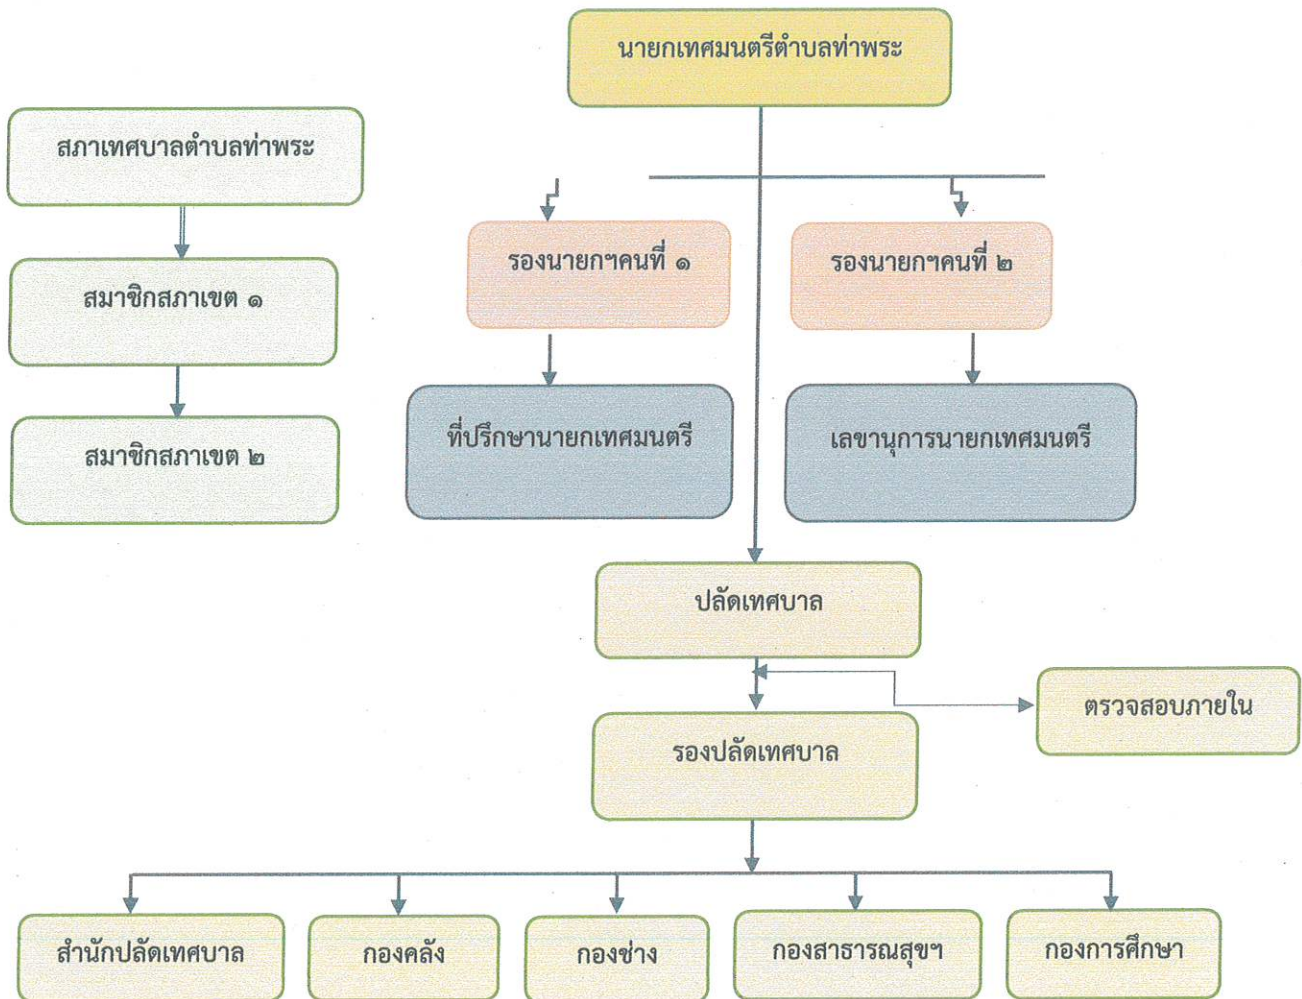 นายกเทศมนตรีตำบลท่าพระ
สภาเทศบาลตำบลท่าพระ
รองนายกฯคนที่ ๑
รองนายกฯคนที่ ๒
สมาชิกสภาเขต ๑
ที่ปรึกษานายกเทศมนตรี
เลขานุการนายกเทศมนตรี
สมาชิกสภาเขต ๒
ปลัดเทศบาล
ตรวจสอบภายใน
รองปลัดเทศบาล
สำนักปลัดเทศบาล
กองคลัง
กองช่าง
กองสาธารณสุขฯ
กองการศึกษา